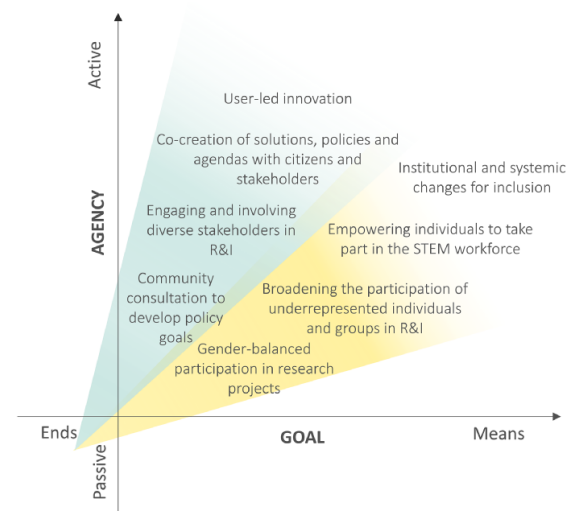 Active
User-led innovation
Co-creation of solutions, policies and
agendas with citizens and
stakeholders
Institutional and systemic
changes for inclusion
AGENCY
Engaging and involving
diverse stakeholders in
R&I
Empowering individuals to take
part in the STEM workforce
Community
consultation to
develop policy
goals
Broadening the participation of
underrepresented individuals
and groups in R&I
Gender-balanced
participation in research
projects
Ends
GOAL
Means
Passive